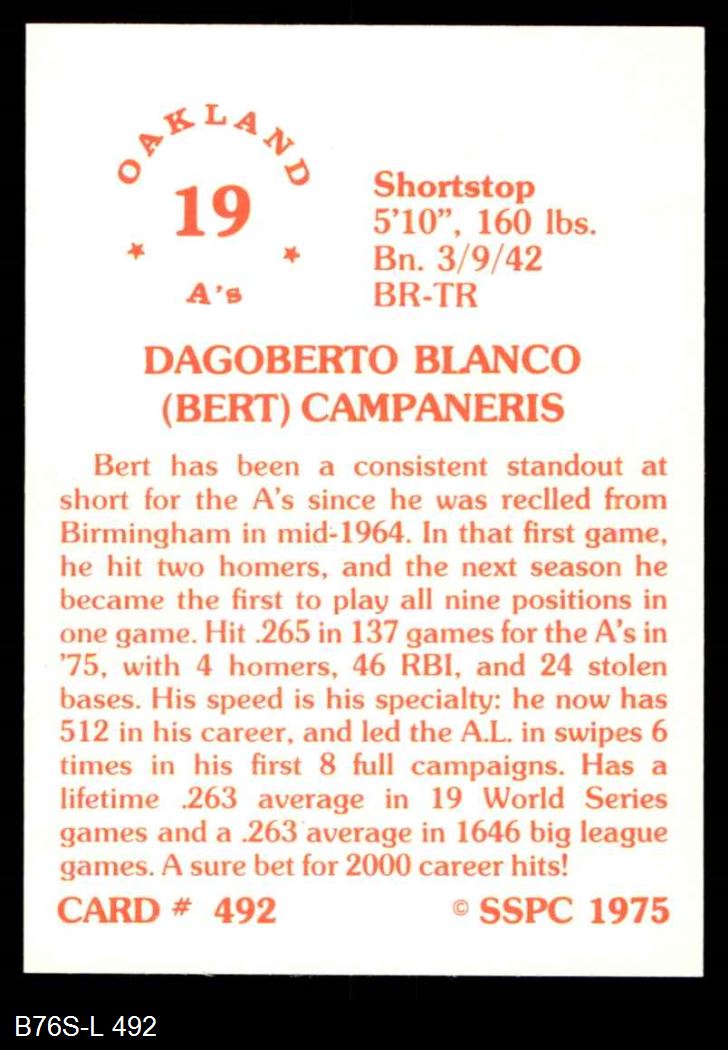 OAKLAND
19
A's
Shortstop
5'10", 160 lbs.
Bn. 3/9/42
BR-TR
DAGOBERTO BLANCO
(BERT) CAMPANERIS
Bert has been a consistent standout at
short for the A's since he was reclled from
Birmingham in mid-1964. In that first game,
he hit two homers, and the next season he
became the first to play all nine positions in
one game. Hit .265 in 137 games for the A's in
'75, with 4 homers, 46 RBI, and 24 stolen
bases. His speed is his specialty: he now has
512 in his career, and led the A.L. in swipes 6
times in his first 8 full campaigns. Has a
lifetime .263 average in 19 World Series
games and a .263 average in 1646 big league
games. A sure bet for 2000 career hits!
CARD # 492
© SSPC 1975
B76S-L 492